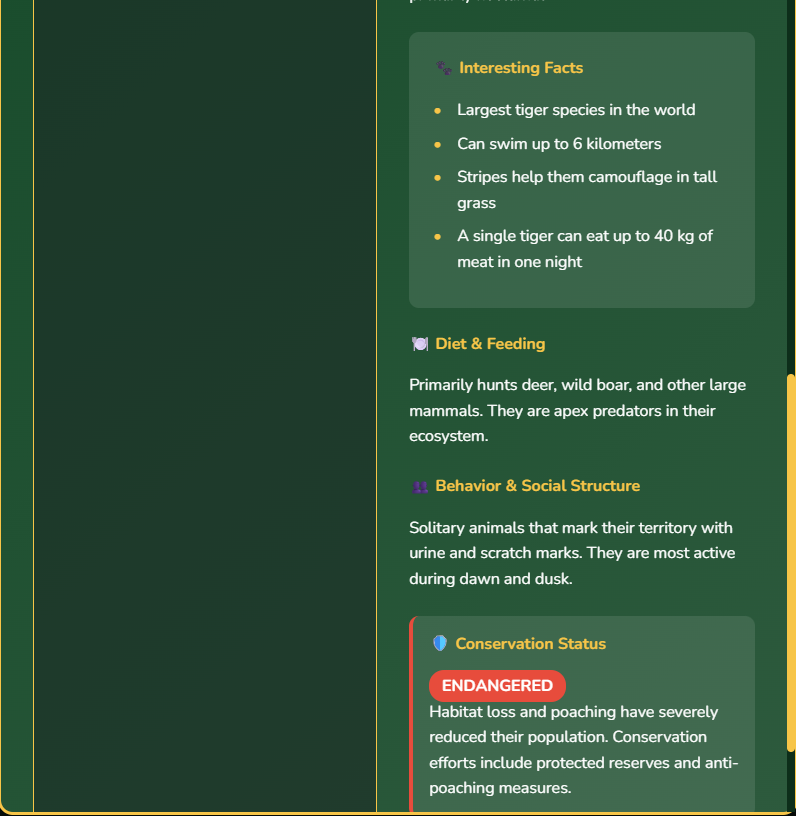 Interesting Facts
Largest tiger species in the world
Can swim up to 6 kilometers
Stripes help them camouflage in tall
grass
A single tiger can eat up to 40 kg of
meat in one night
Diet & Feeding
Primarily hunts deer, wild boar, and other large
mammals. They are apex predators in their
ecosystem.
Behavior & Social Structure
Solitary animals that mark their territory with
urine and scratch marks. They are most active
during dawn and dusk.
Conservation Status
ENDANGERED
Habitat loss and poaching have severely
reduced their population. Conservation
efforts include protected reserves and anti-
poaching measures.